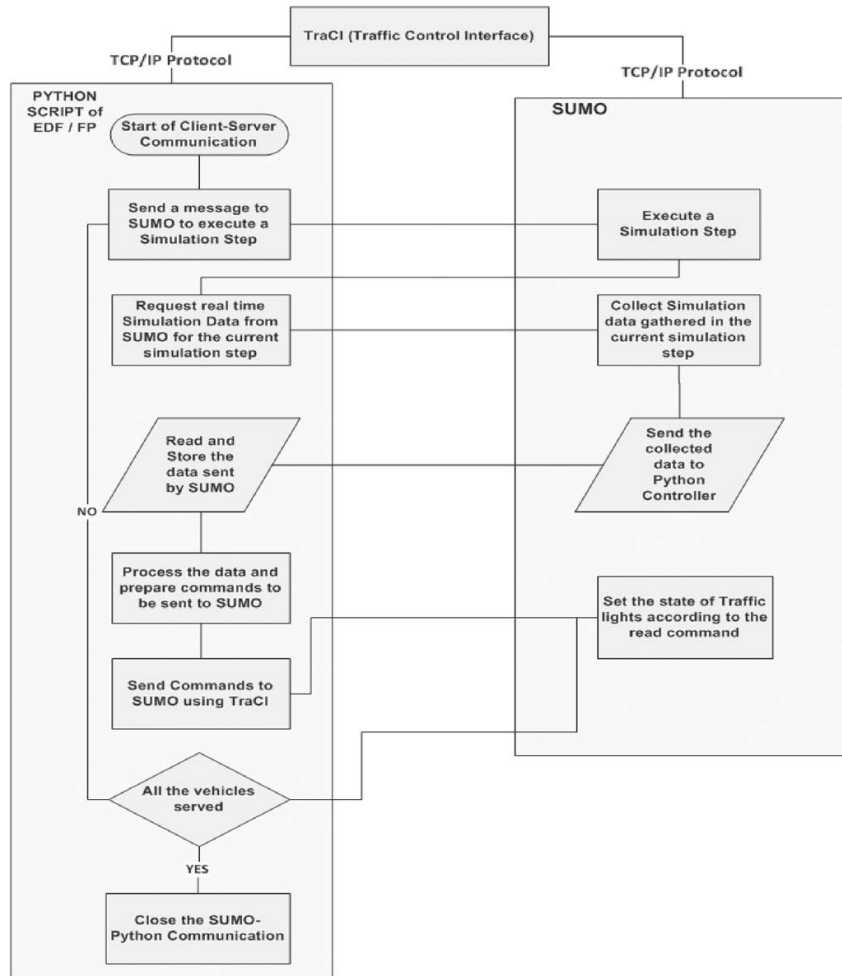 TraCI (Traffic Control Interface)
TCP/IP Protocol
TCP/IP Protocol
PYTHON
SCRIPT of
EDF / FP
SUMO
Start of Client-Server
Communication
Send a message to
SUMO to execute a
Simulation Step
Execute a
Simulation Step
Request real time
Simulation Data from
SUMO for the current
simulation step
Collect Simulation
data gathered in the
current simulation
step
Read and
Store the
data sent
by SUMO
Send the
collected
data to
Python
Controller
NO
Process the data and
prepare commands to
be sent to SUMO
Set the state of Traffic
lights according to the
read command
Send Commands to
SUMO using TraCI
All the vehicles
served
YES
Close the SUMO-
Python Communication